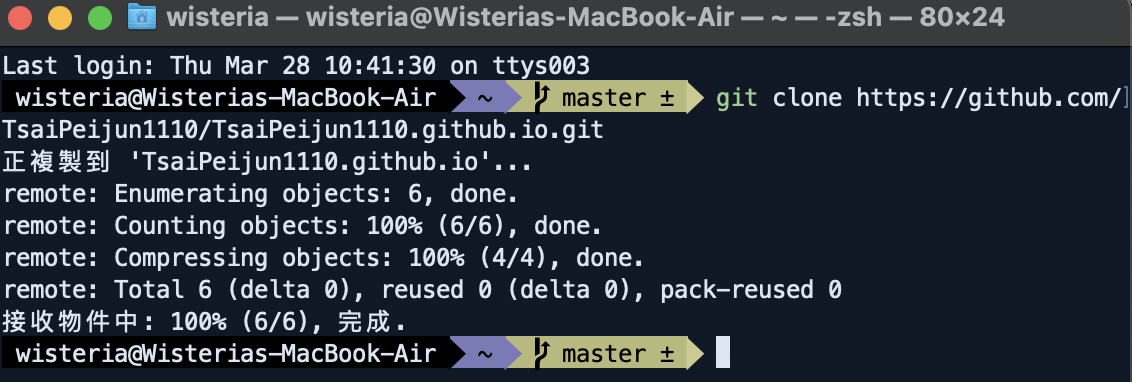 wisteria — wisteria@Wisterias-MacBook-Air — ~ — -zsh — 80×24
Last login: Thu Mar 28 10:41:30 on ttys003
wisteria@Wisterias-MacBook-Air ~ master ± git clone https://github.com/
TsaiPeijun1110/TsaiPeijun1110.github.io.git
正複製到 'TsaiPeijun1110.github.io'...
remote: Enumerating objects: 6, done.
remote: Counting objects: 100% (6/6), done.
remote: Compressing objects: 100% (4/4), done.
remote: Total 6 (delta 0), reused 0 (delta 0), pack-reused 0
接收物件中: 100% (6/6), 完成.
wisteria@Wisterias-MacBook-Air ~ master ±